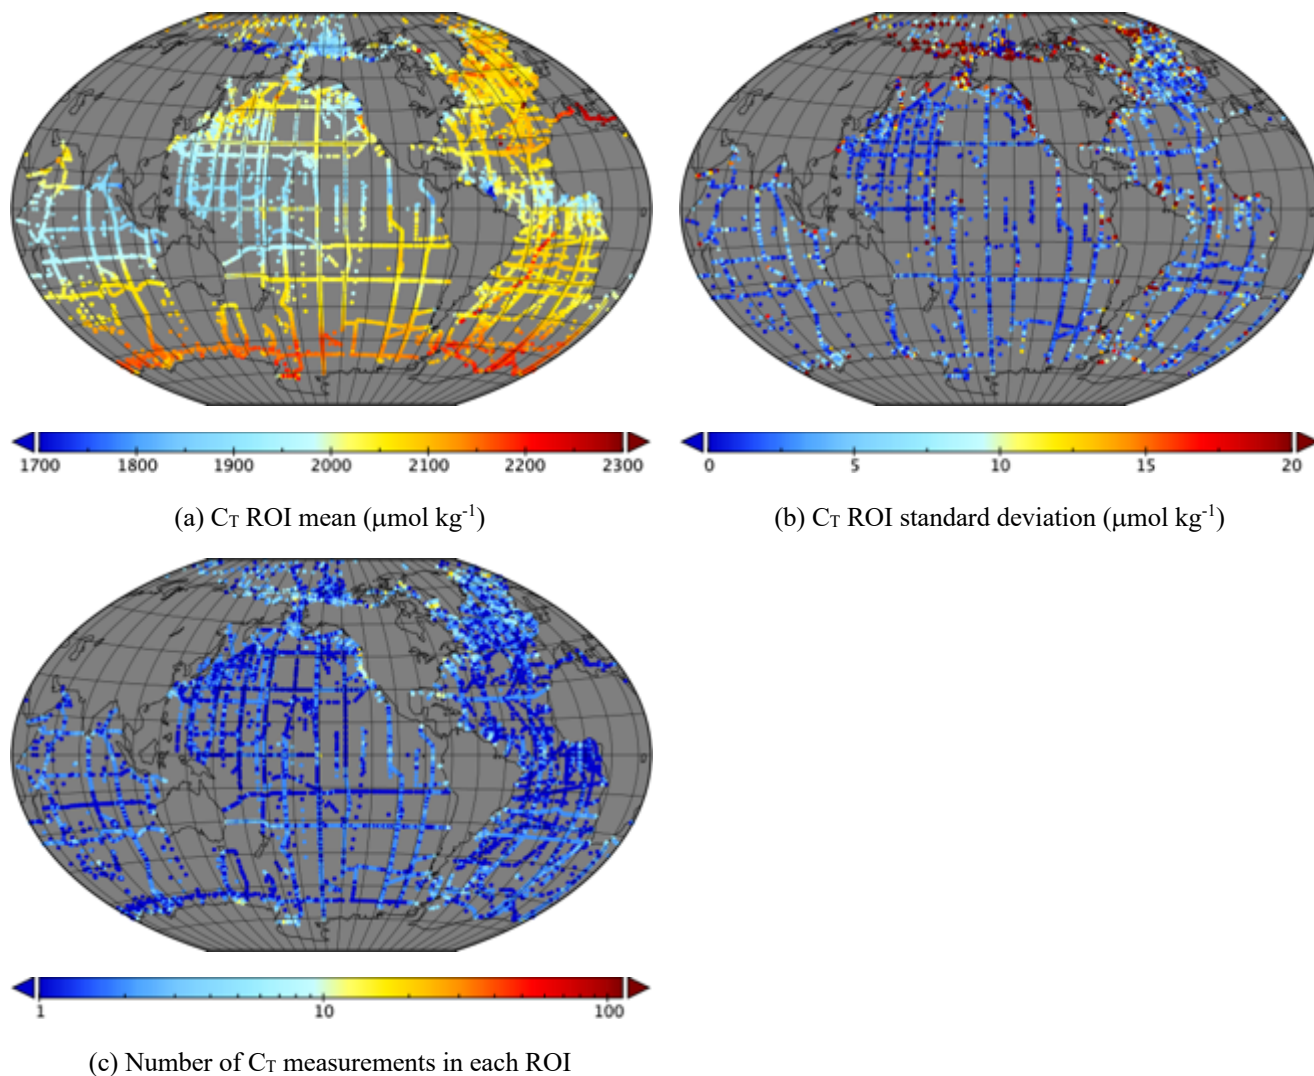 1700 1800 1900 2000 2100 2200 2300
0 5 10 15 20
(a) CT ROI mean (μmol kg-1)
(b) CT ROI standard deviation (μmol kg-1)
1 10 100
(c) Number of CT measurements in each ROI